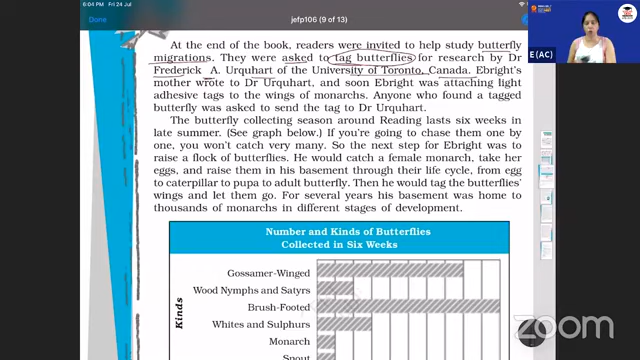 6:04 PM Fri 24 Jul
Done
jefp106 (9 of 13)
At the end of the book, readers were invited to help study butterfly
migrations. They were asked to tag butterflies for research by Dr
Frederick A. Urquhart of the University of Toronto, Canada. Ebright's
mother wrote to Dr Urquhart, and soon Ebright was attaching light
adhesive tags to the wings of monarchs. Anyone who found a tagged
butterfly was asked to send the tag to Dr Urquhart.
The butterfly collecting season around Reading lasts six weeks in
late summer. (See graph below.) If you're going to chase them one by
one, you won't catch very many. So the next step for Ebright was to
raise a flock of butterflies. He would catch a female monarch, take her
eggs, and raise them in his basement through their life cycle, from egg
to caterpillar to pupa to adult butterfly. Then he would tag the butterflies'
wings and let them go. For several years his basement was home to
thousands of monarchs in different stages of development.
Number and Kinds of Butterflies
Collected in Six Weeks
Kinds
Gossamer-Winged
Wood Nymphs and Satyrs
Brush-Footed
Whites and Sulphurs
Monarch
Snout
E (AC)
zoom